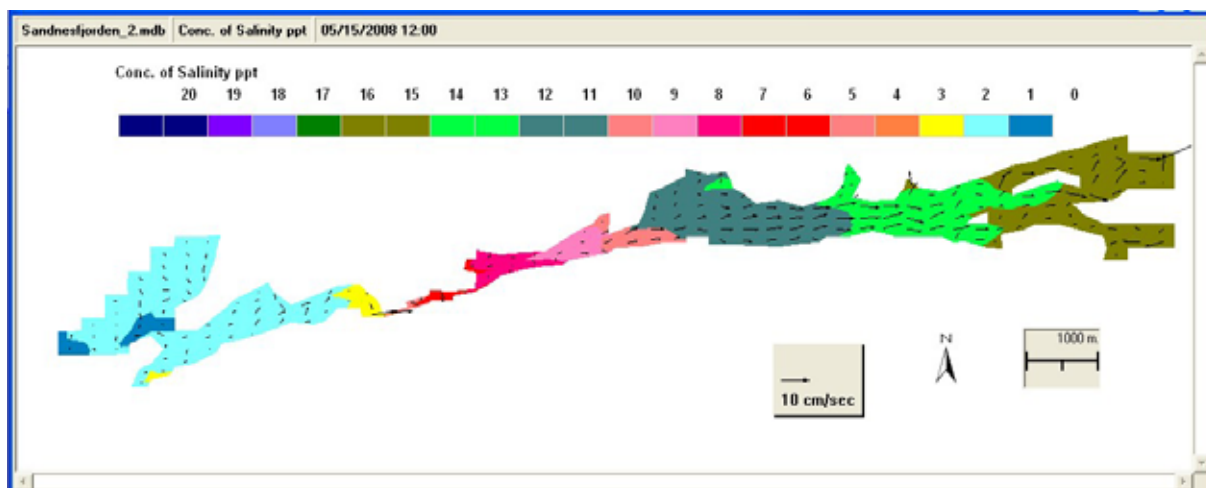 Sandnesfjorden_2.mdb Conc. of Salinity ppt 05/15/2008 12:00
Conc. of Salinity ppt
20 19 18 17 16 15 14 13 12 11 10 9 8 7 6 5 4 3 2 1 0
N
1000 m
10 cm/sec